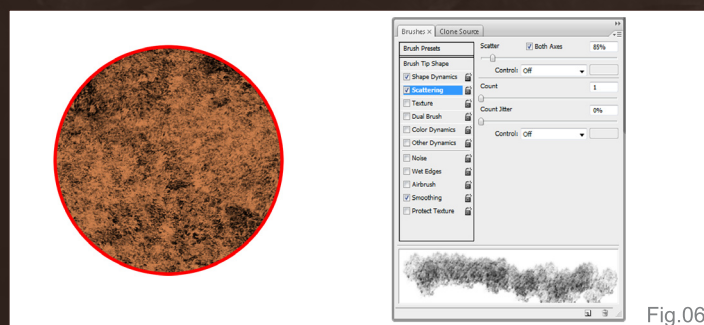 Brushes × Clone Source
Brush Presets
Brush Tip Shape
Shape Dynamics
Scattering
Texture
Dual Brush
Color Dynamics
Other Dynamics
Noise
Wet Edges
Airbrush
Smoothing
Protect Texture
Scatter Both Axes 85%
Control: Off
Count 1
Count Jitter 0%
Control: Off
Fig.06